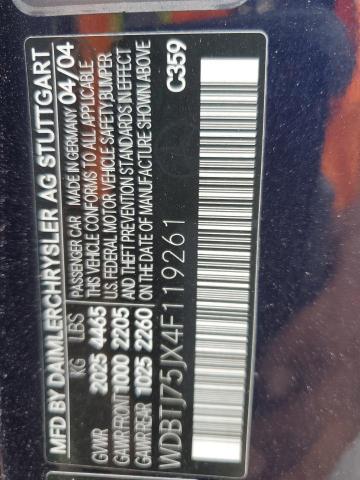 MFD BY DAIMLERCHRYSLER AG STUTTGART
PASSENGER CAR MADE IN GERMANY 04/04
KG LBS
THIS VEHICLE CONFORMS TO ALL APPLICABLE
U.S. FEDERAL MOTOR VEHICLE SAFETY BUMPER
AND THEFT PREVENTION STANDARDS IN EFFECT
ON THE DATE OF MANUFACTURE SHOWN ABOVE
GVWR 2025 4465
GAWR FRONT 1000 2205
GAWR REAR 1025 2260
C359
WDBTJ75JX4F119261